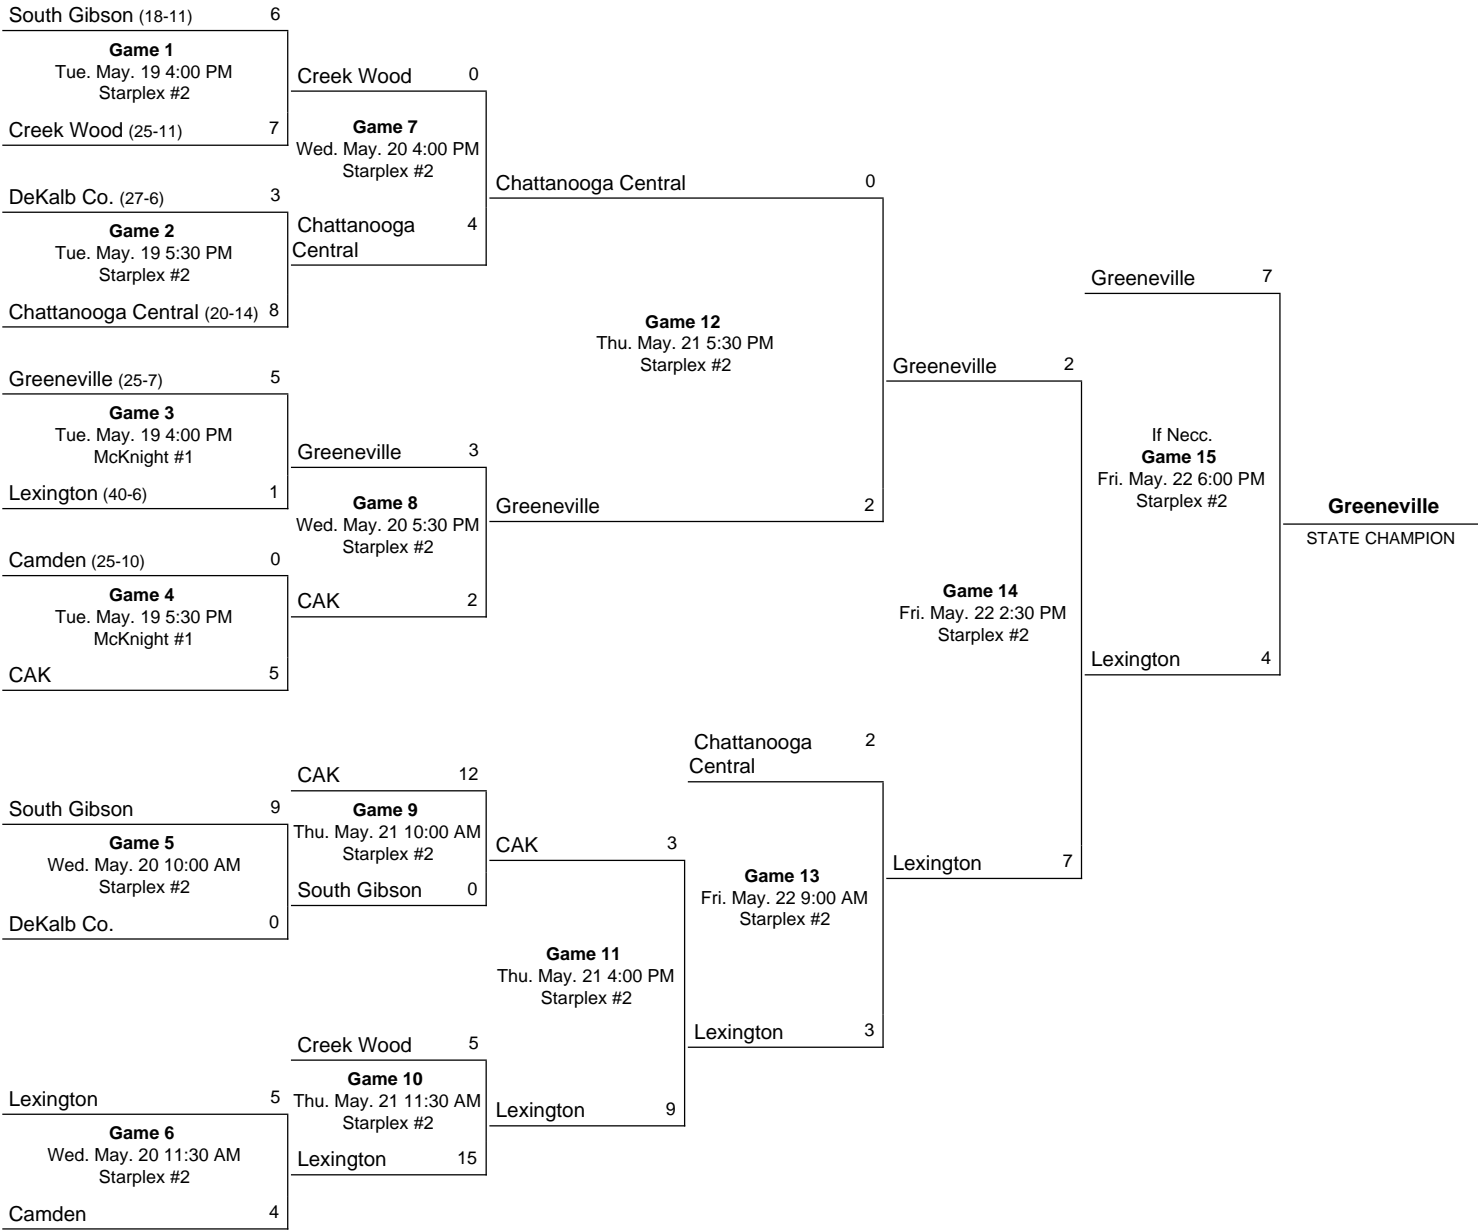 South Gibson (18-11) 6
Game 1
Tue. May. 19 4:00 PM
Starplex #2
Creek Wood (25-11) 7
DeKalb Co. (27-6) 3
Game 2
Tue. May. 19 5:30 PM
Starplex #2
Chattanooga Central (20-14) 8
Greeneville (25-7) 5
Game 3
Tue. May. 19 4:00 PM
McKnight #1
Lexington (40-6) 1
Camden (25-10) 0
Game 4
Tue. May. 19 5:30 PM
McKnight #1
CAK 5
South Gibson 9
Game 5
Wed. May. 20 10:00 AM
Starplex #2
DeKalb Co. 0
Lexington 5
Game 6
Wed. May. 20 11:30 AM
Starplex #2
Camden 4
Creek Wood 0
Game 7
Wed. May. 20 4:00 PM
Starplex #2
Chattanooga 4
Central
Greeneville 3
Game 8
Wed. May. 20 5:30 PM
Starplex #2
CAK 2
CAK 12
Game 9
Thu. May. 21 10:00 AM
Starplex #2
South Gibson 0
Creek Wood 5
Game 10
Thu. May. 21 11:30 AM
Starplex #2
Lexington 15
Chattanooga Central 0
Game 12
Thu. May. 21 5:30 PM
Starplex #2
Greeneville 2
CAK 3
Game 11
Thu. May. 21 4:00 PM
Starplex #2
Lexington 9
Chattanooga 2
Central
Game 13
Fri. May. 22 9:00 AM
Starplex #2
Lexington 3
Greeneville 2
Game 14
Fri. May. 22 2:30 PM
Starplex #2
Lexington 7
Greeneville 7
If Necc.
Game 15
Fri. May. 22 6:00 PM
Starplex #2
Lexington 4
Greeneville
STATE CHAMPION